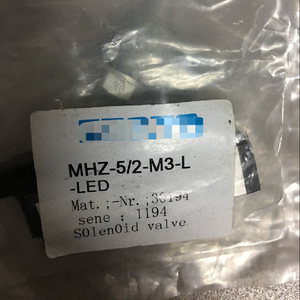 MHZ-5/2-M3-L
-LED
Mat.;-Nr.;30194
sene : 1194
SOlenOid valve